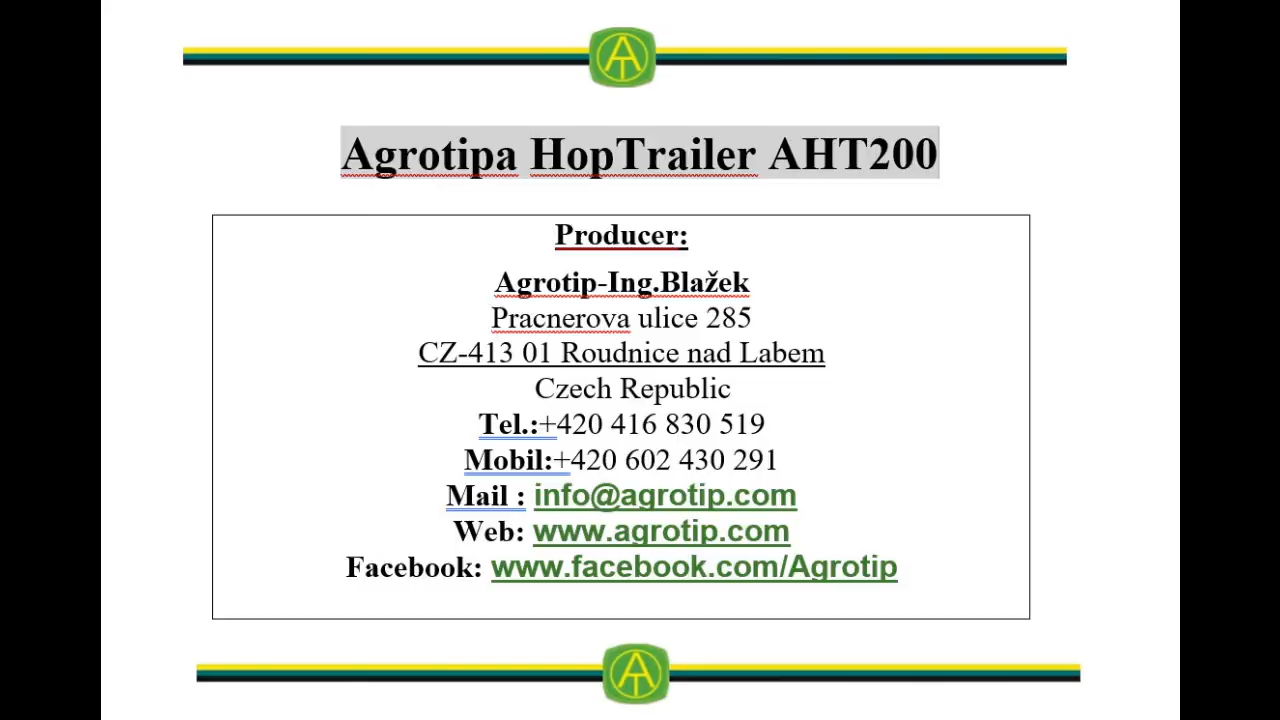 AT
Agrotipa HopTrailer AHT200
Producer:
Agrotip-Ing.Blažek
Pracnerova ulice 285
CZ-413 01 Roudnice nad Labem
Czech Republic
Tel.:+420 416 830 519
Mobil:+420 602 430 291
Mail : info@agrotip.com
Web: www.agrotip.com
Facebook: www.facebook.com/Agrotip
AT